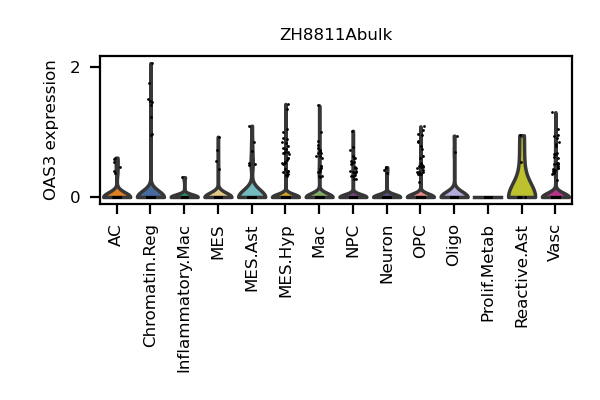 ZH8811Abulk
OAS3 expression
2
0
AC
Chromatin.Reg
Inflammatory.Mac
MES
MES.Ast
MES.Hyp
Mac
NPC
Neuron
OPC
Oligo
Prolif.Metab
Reactive.Ast
Vasc